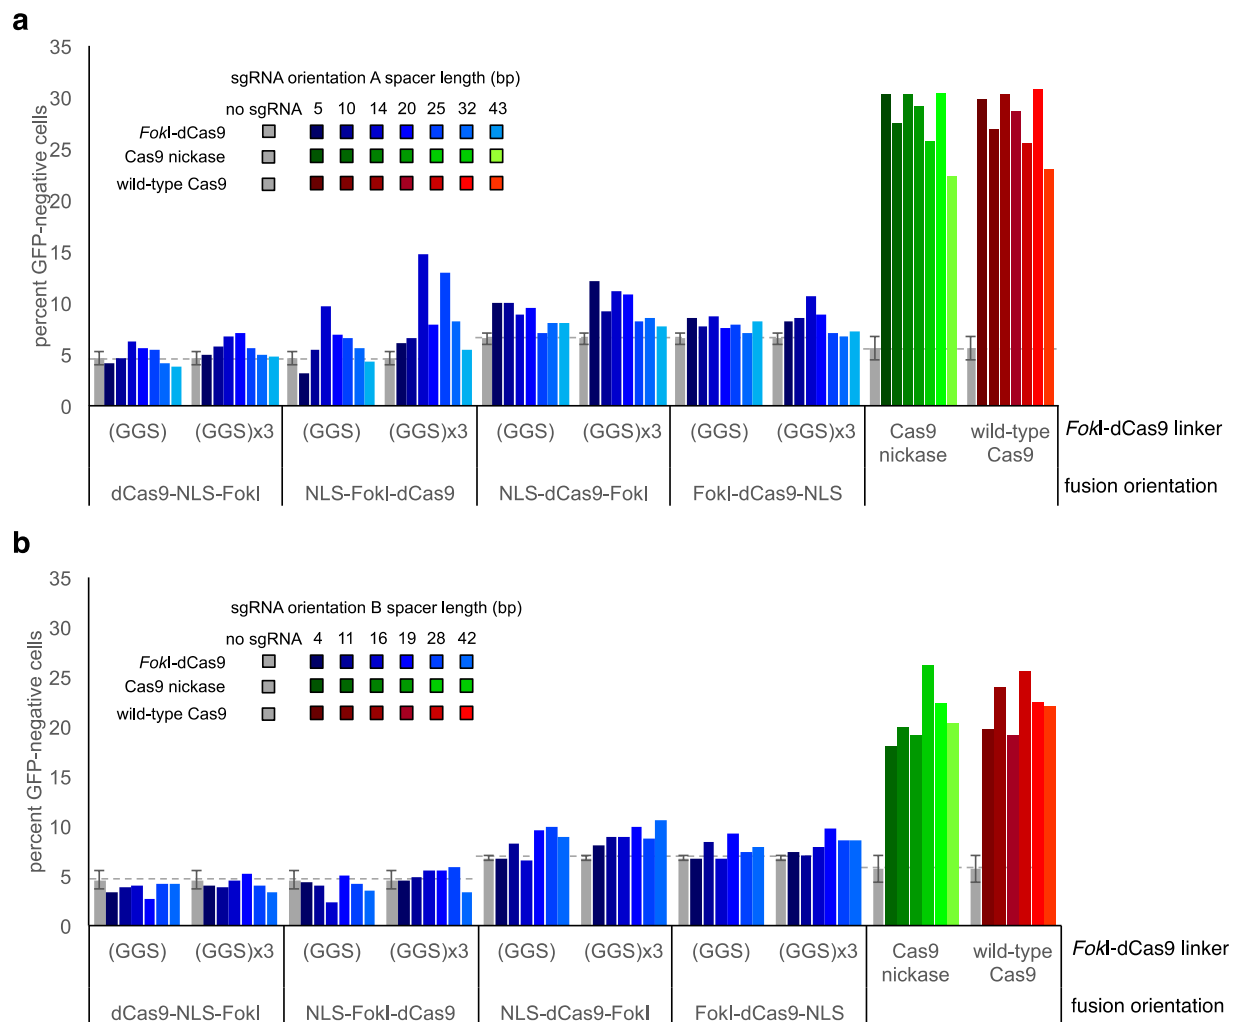 a
35
30
25
20
15
10
5
0
percent GFP-negative cells
sgRNA orientation A spacer length (bp)
no sgRNA 5 10 14 20 25 32 43
FokI-dCas9
Cas9 nickase
wild-type Cas9
(GGS) (GGS)x3 (GGS) (GGS)x3 (GGS) (GGS)x3 (GGS) (GGS)x3 Cas9 nickase wild-type Cas9 FokI-dCas9 linker
dCas9-NLS-FokI NLS-FokI-dCas9 NLS-dCas9-FokI FokI-dCas9-NLS fusion orientation
b
35
30
25
20
15
10
5
0
percent GFP-negative cells
sgRNA orientation B spacer length (bp)
no sgRNA 4 11 16 19 28 42
FokI-dCas9
Cas9 nickase
wild-type Cas9
(GGS) (GGS)x3 (GGS) (GGS)x3 (GGS) (GGS)x3 (GGS) (GGS)x3 Cas9 nickase wild-type Cas9 FokI-dCas9 linker
dCas9-NLS-FokI NLS-FokI-dCas9 NLS-dCas9-FokI FokI-dCas9-NLS fusion orientation